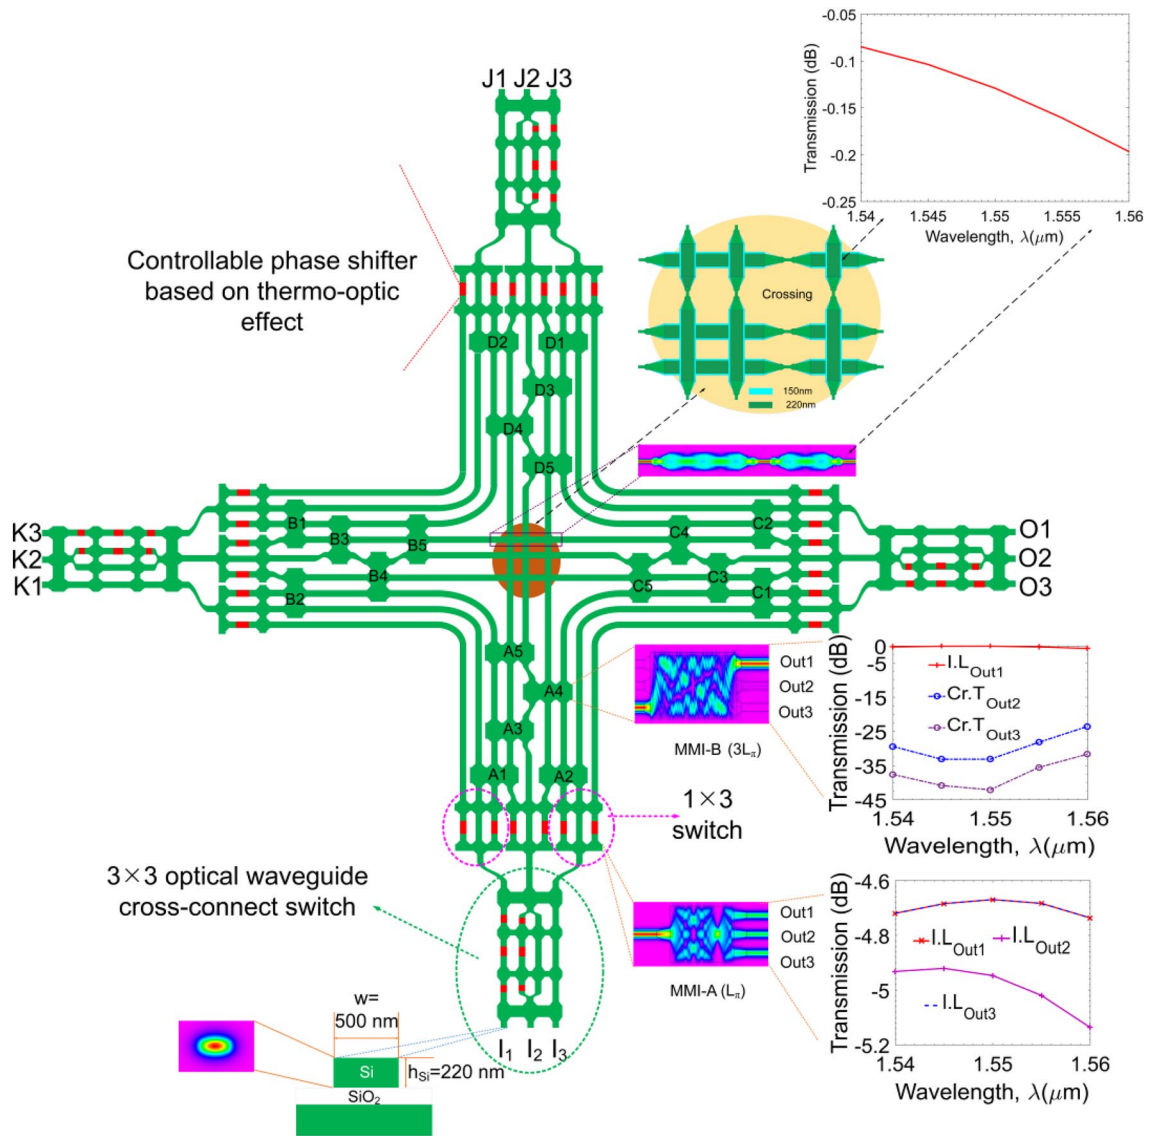 J1 J2 J3
-0.05
-0.1
-0.15
-0.2
-0.25
Transmission (dB)
1.54 1.545 1.55 1.555 1.56
Wavelength, λ(μm)
Controllable phase shifter
based on thermo-optic
effect
Crossing
150nm
220nm
D2 D1
D3
D4
D5
K3
K2
K1
B1
B3
B5
B4
B2
C2
C4
C3
C5
C1
O1
O2
O3
A5
A4
A3
A1 A2
Out1
Out2
Out3
MMI-B (3Lπ)
0
-5
-15
-25
-35
-45
Transmission (dB)
I.LOut1
Cr.TOut2
Cr.TOut3
1.54 1.55 1.56
Wavelength, λ(μm)
1×3
switch
3×3 optical waveguide
cross-connect switch
Out1
Out2
Out3
MMI-A (Lπ)
-4.6
-4.8
-5
-5.2
Transmission (dB)
I.LOut1 I.LOut2
I.LOut3
1.54 1.55 1.56
Wavelength, λ(μm)
I1 I2 I3
w=
500 nm
Si
hSi=220 nm
SiO2